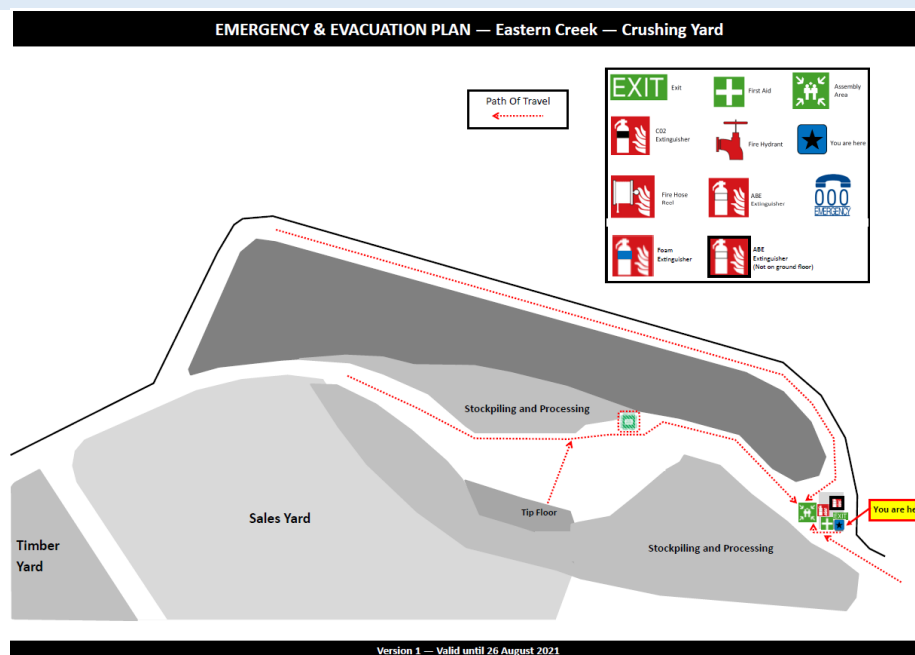 EMERGENCY & EVACUATION PLAN — Eastern Creek — Crushing Yard
Path Of Travel
EXIT Exit
First Aid
Assembly
Area
C02
Extinguisher
Fire Hydrant
You are here
Fire Hose
Reel
ABE
Extinguisher
000
EMERGENCY
Foam
Extinguisher
ABE
Extinguisher
(Not on ground floor)
Stockpiling and Processing
Tip Floor
Sales Yard
Timber
Yard
Stockpiling and Processing
EXIT
You are he
Version 1 — Valid until 26 August 2021